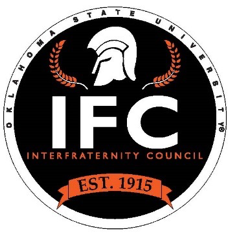 OKLAHOMA STATE UNIVERSITY®
IFC
INTERFRATERNITY COUNCIL
EST. 1915